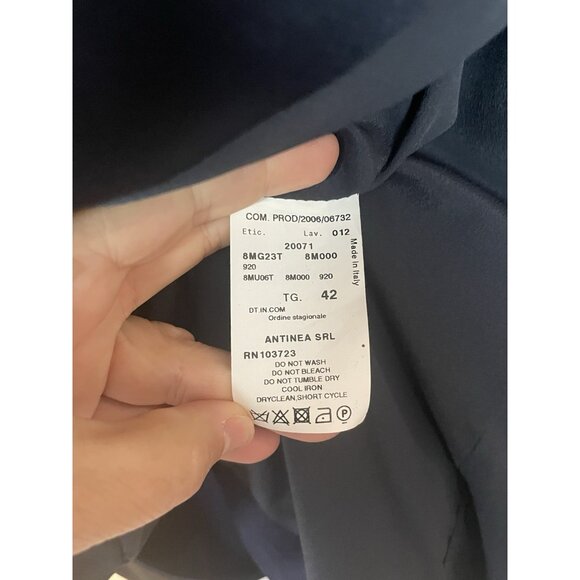 COM. PROD/2006/06732
Etic. Lav. 012
20071
8MG23T 8M000
920
8MU06T 8M000 920
TG. 42
DT.IN.COM
Ordine stagionale
Made in Italy
ANTINEA SRL
RN103723
DO NOT WASH
DO NOT BLEACH
DO NOT TUMBLE DRY
COOL IRON
DRYCLEAN,SHORT CYCLE
P